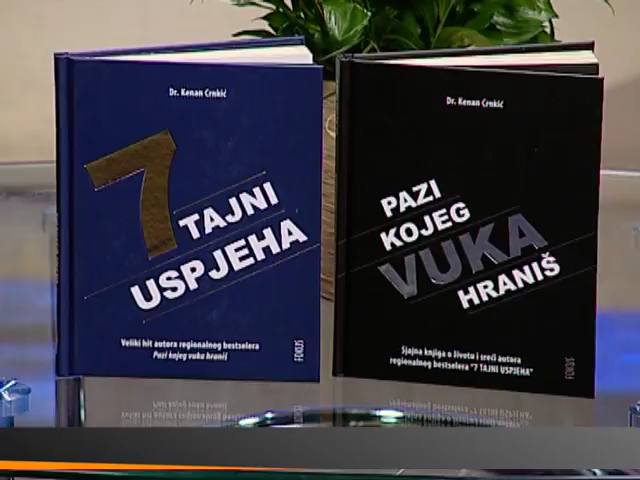 Dr. Kenan Crnkić
7
TAJNI
USPJEHA
Veliki hit autora regionalnog bestselera
Pazi kojeg vuka hraniš
FOKUS
Dr. Kenan Crnkić
PAZI
KOJEG
VUKA
HRANIŠ
Sjajna knjiga o životu i sreći autora
regionalnog bestselera "7 TAJNI USPJEHA"
FOKUS